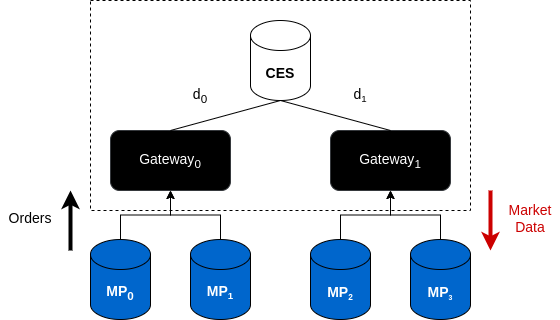 CES
d₀
d₁
Gateway₀
Gateway₁
Orders
Market
Data
MP₀
MP₁
MP₂
MP₃